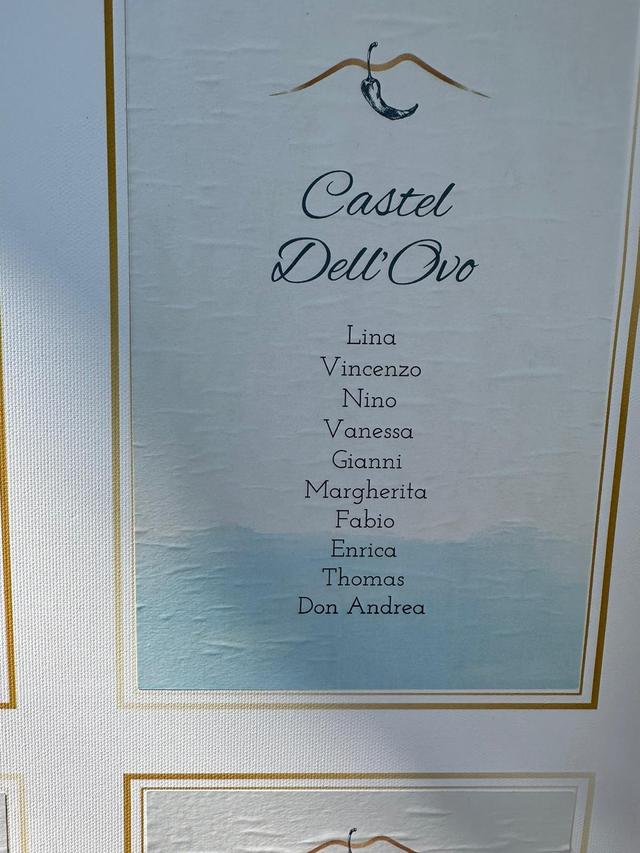 Castel
Dell'Ovo
Lina
Vincenzo
Nino
Vanessa
Gianni
Margherita
Fabio
Enrica
Thomas
Don Andrea